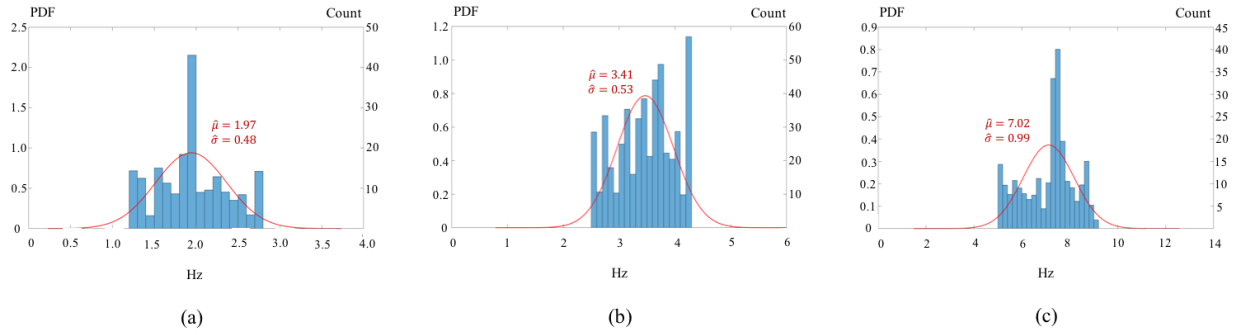 PDF Count
2.5 50
2.0 40
μ̂ = 1.97
σ̂ = 0.48
1.5 30
1.0 20
0.5 10
0
0 0.5 1.0 1.5 2.0 2.5 3.0 3.5 4.0
Hz
(a)
PDF Count
1.2 60
1.0 50
μ̂ = 3.41
σ̂ = 0.53
0.8 40
0.6 30
0.4 20
0.2 10
0
0 1 2 3 4 5 6
Hz
(b)
PDF Count
0.9 45
0.8 40
0.7 35
0.6 30
μ̂ = 7.02
σ̂ = 0.99
0.5 25
0.4 20
0.3 15
0.2 10
0.1 5
0
0 2 4 6 8 10 12 14
Hz
(c)